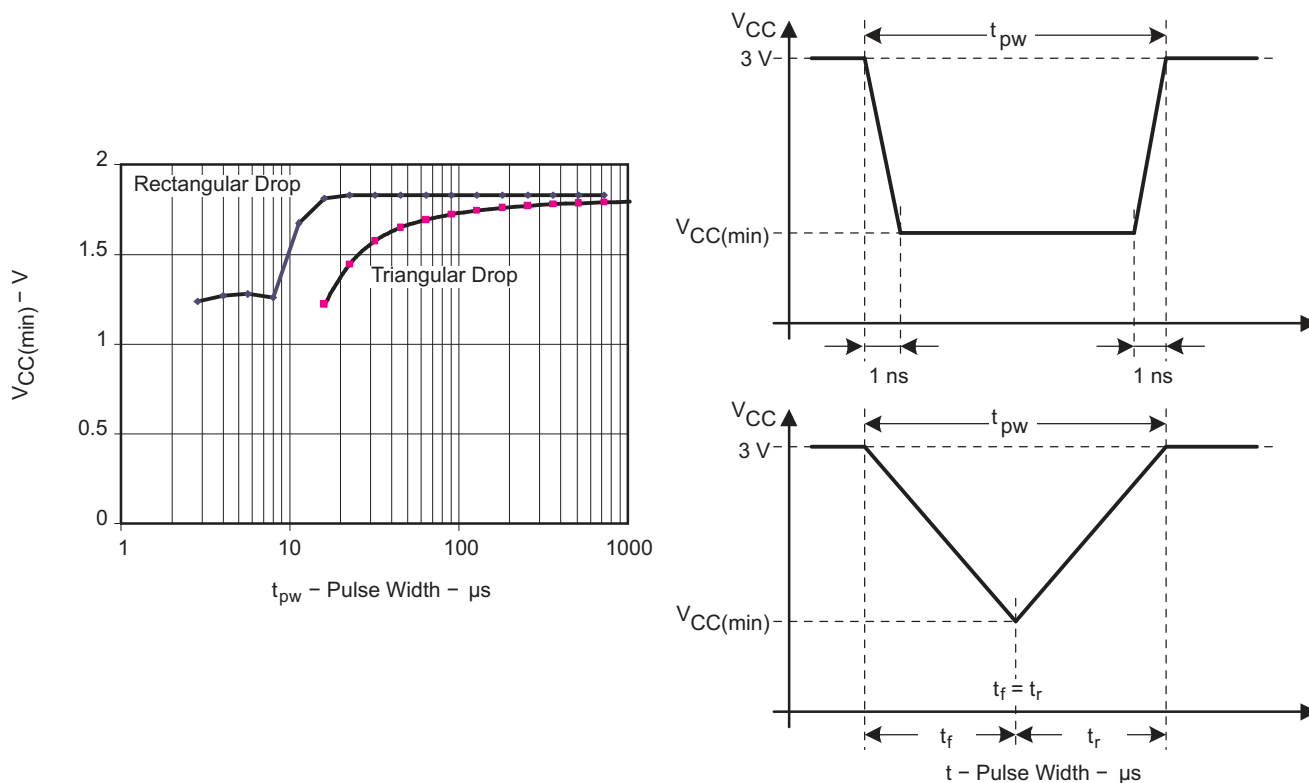 2
Rectangular Drop
1.5
Triangular Drop
1
0.5
0
VCC(min) − V
1
10
100
1000
tpw − Pulse Width − μs
VCC
tpw
3 V
VCC(min)
1 ns
1 ns
VCC
tpw
3 V
VCC(min)
tf = tr
tf
tr
t − Pulse Width − μs